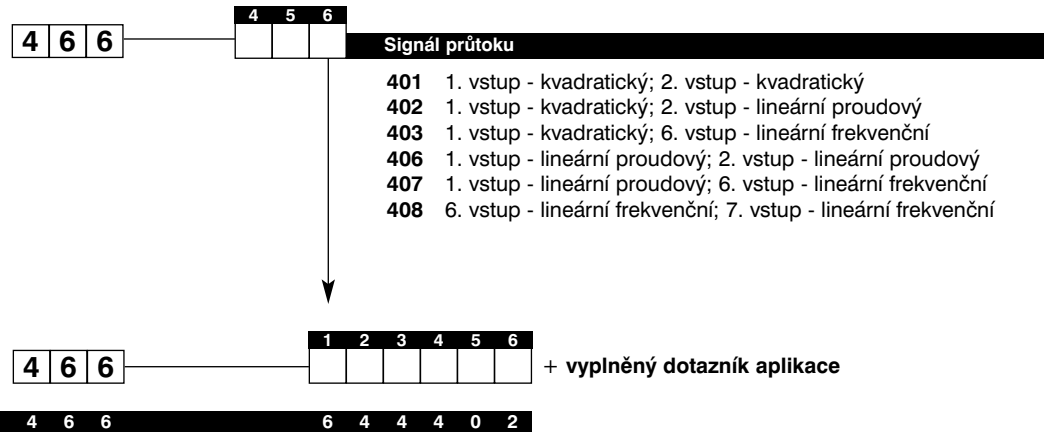 4 5 6
4 6 6
Signál průtoku
401 1. vstup - kvadratický; 2. vstup - kvadratický
402 1. vstup - kvadratický; 2. vstup - lineární proudový
403 1. vstup - kvadratický; 6. vstup - lineární frekvenční
406 1. vstup - lineární proudový; 2. vstup - lineární proudový
407 1. vstup - lineární proudový; 6. vstup - lineární frekvenční
408 6. vstup - lineární frekvenční; 7. vstup - lineární frekvenční
1 2 3 4 5 6
4 6 6
+ vyplněný dotazník aplikace
4 6 6 6 4 4 4 0 2